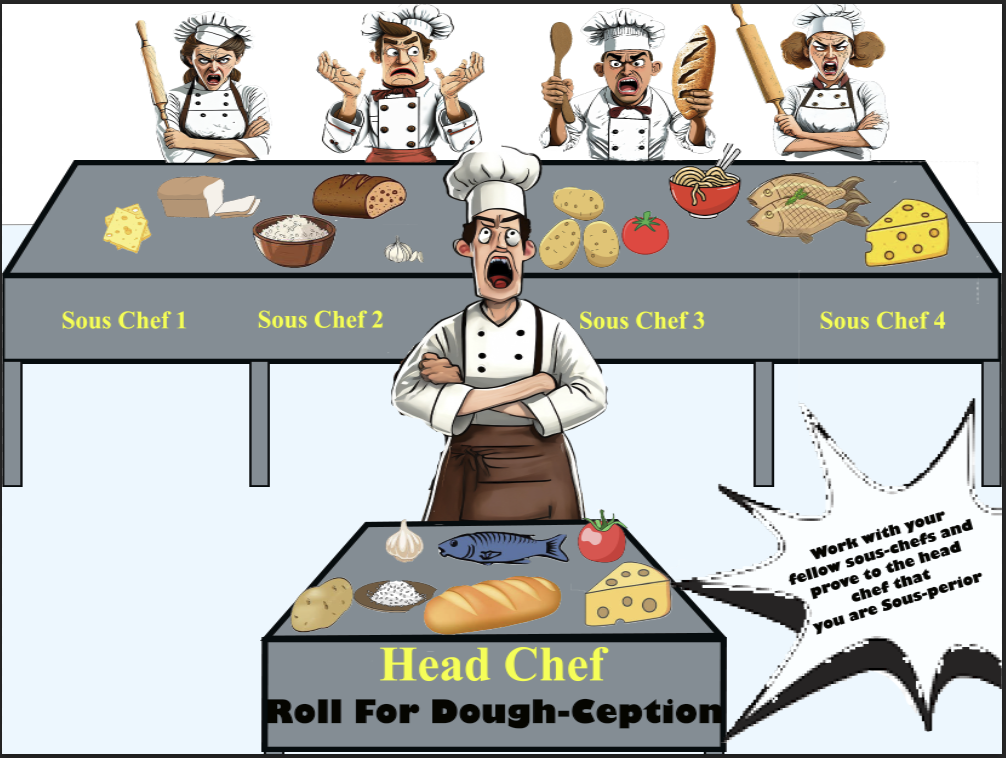 Sous Chef 1
Sous Chef 2
Sous Chef 3
Sous Chef 4
Work with your
fellow sous-chefs and
prove to the head
chef that
you are Sous-perior
Head Chef
Roll For Dough-Ception